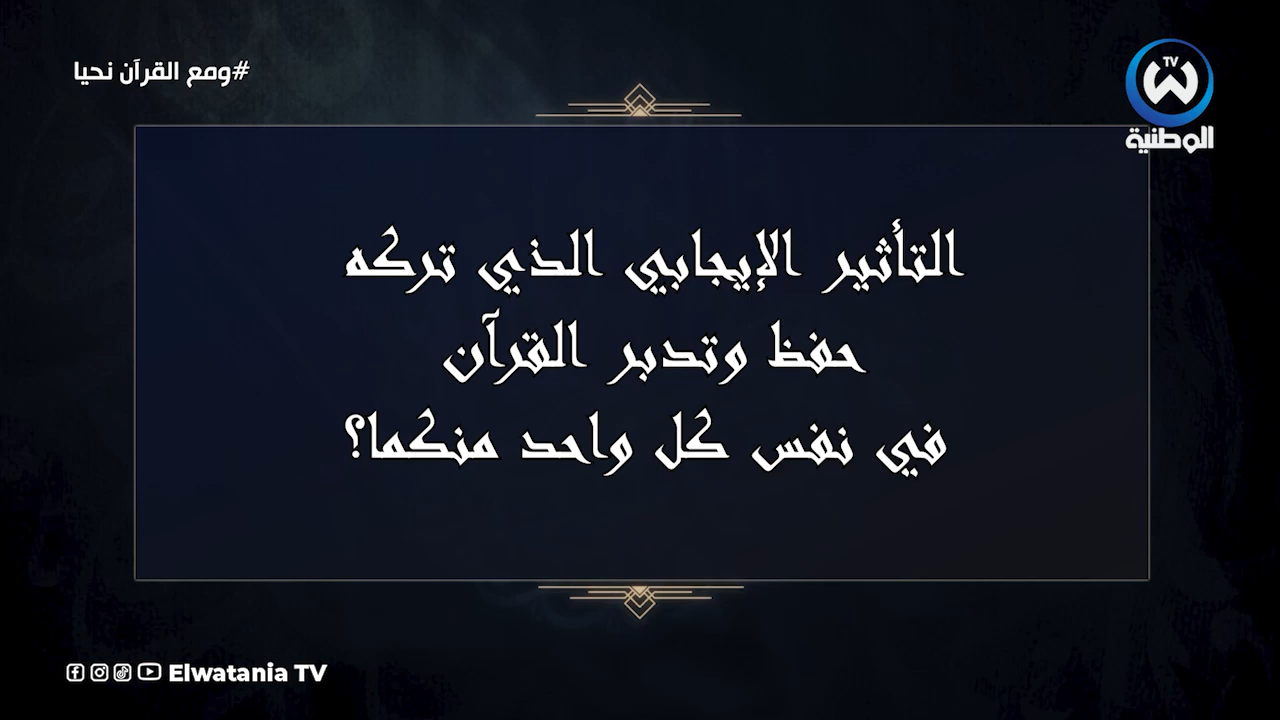 #ومع القرآن نحيا
TV
الوطنية
التأثير الإيجابي الذي تركه
حفظ وتدبر القرآن
في نفس كل واحد منكما؟
Elwatania TV